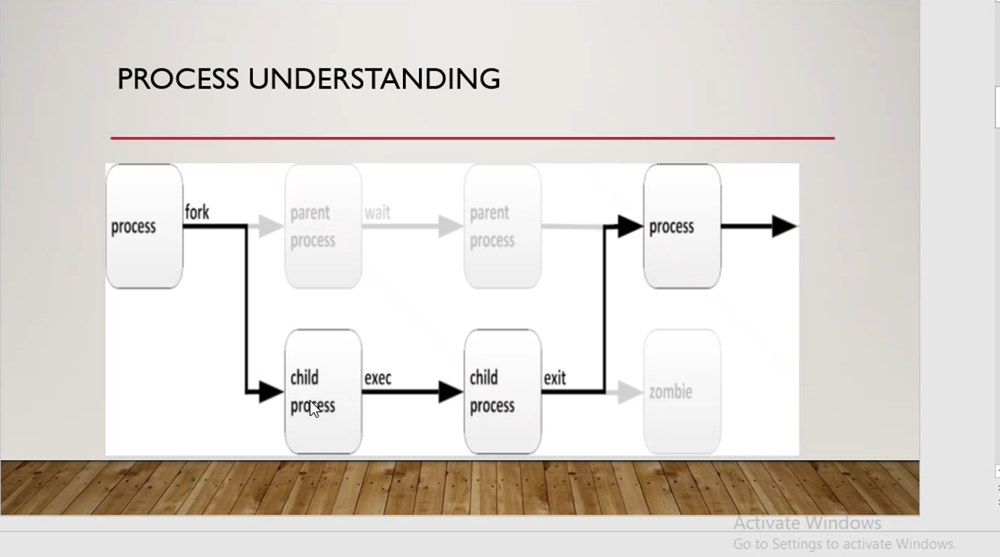 PROCESS UNDERSTANDING
process
fork
parent
process
wait
parent
process
process
child
process
exec
child
process
exit
zombie
Activate Windows
Go to Settings to activate Windows.